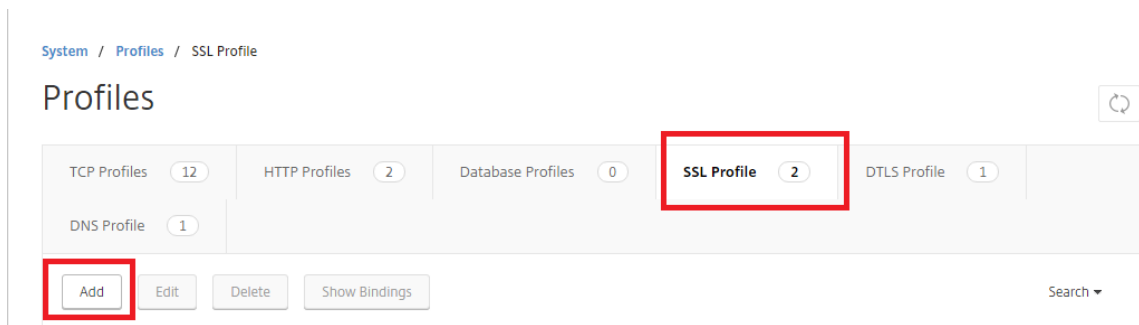 System / Profiles / SSL Profile
Profiles
TCP Profiles 12 HTTP Profiles 2 Database Profiles 0 SSL Profile 2 DTLS Profile 1
DNS Profile 1
Add Edit Delete Show Bindings Search